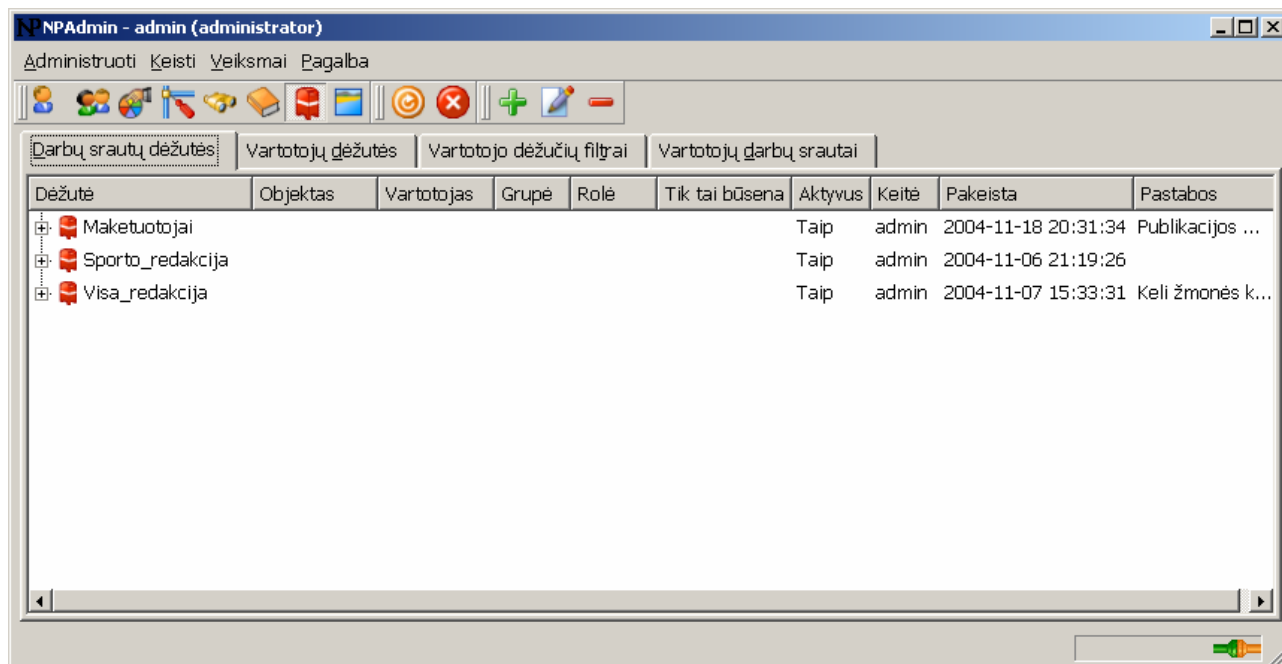 NPAdmin - admin (administrator)
Administruoti Keisti Veiksmai Pagalba
Darbų srautų dėžutės Vartotojų dėžutės Vartotojo dėžučių filtrai Vartotojų darbų srautai
Dėžutė Objektas Vartotojas Grupė Rolė Tik tai būsena Aktyvus Keitė Pakeista Pastabos
Maketuotojai Taip admin 2004-11-18 20:31:34 Publikacijos ...
Sporto_redakcija Taip admin 2004-11-06 21:19:26
Visa_redakcija Taip admin 2004-11-07 15:33:31 Keli žmonės k...